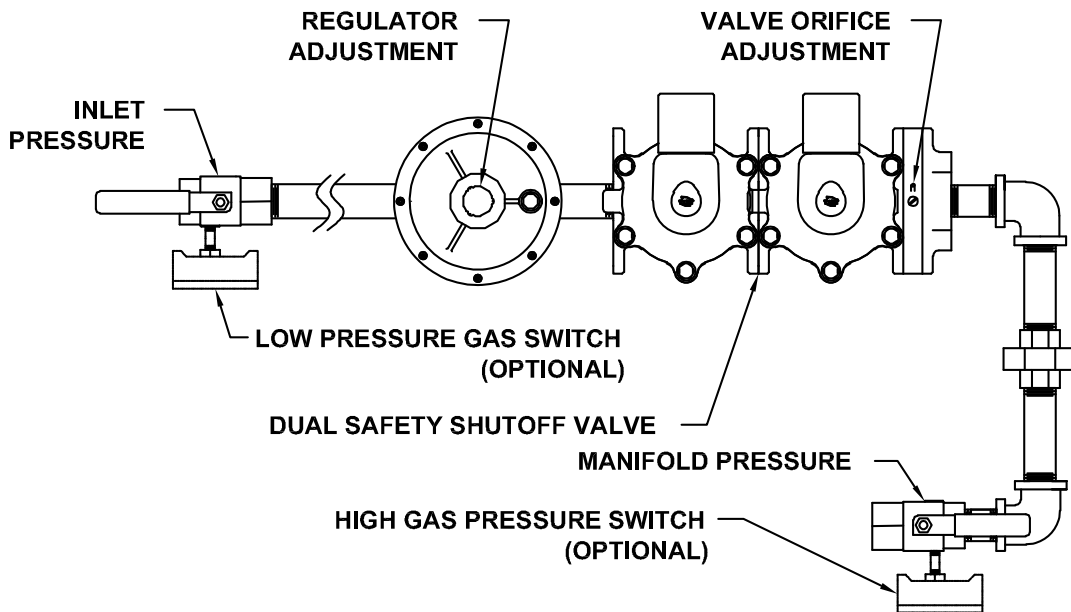 REGULATOR
ADJUSTMENT
VALVE ORIFICE
ADJUSTMENT
INLET
PRESSURE
LOW PRESSURE GAS SWITCH
(OPTIONAL)
DUAL SAFETY SHUTOFF VALVE
MANIFOLD PRESSURE
HIGH GAS PRESSURE SWITCH
(OPTIONAL)